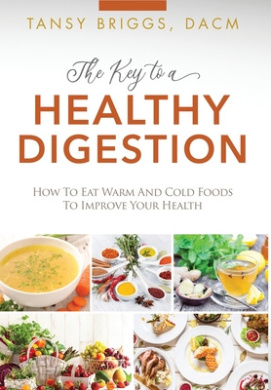 TANSY BRIGGS, DACM
The Key to a
HEALTHY
DIGESTION
HOW TO EAT WARM AND COLD FOODS
TO IMPROVE YOUR HEALTH